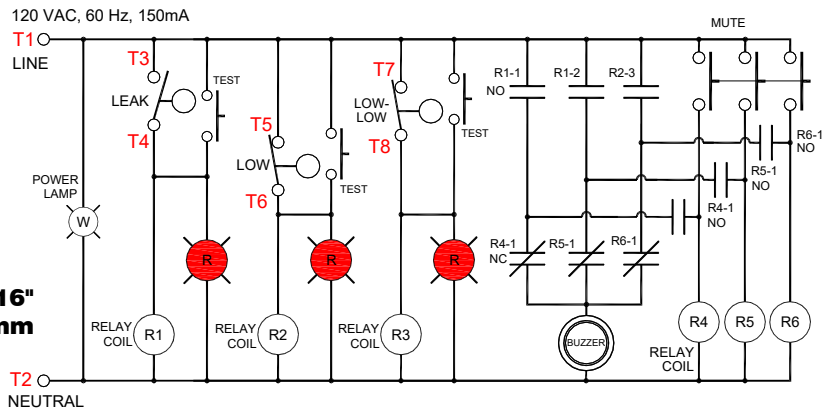 120 VAC, 60 Hz, 150mA
T1
LINE
MUTE
T3
TEST
LEAK
T4
T5
LOW
T6
TEST
T7
LOW-
LOW
T8
TEST
R1-1
NO
R1-2
R2-3
R6-1
NO
R5-1
NO
R4-1
NO
POWER
LAMP
W
R
R
R
R4-1
NC
R5-1
R6-1
16"
mm
RELAY
COIL
R1
RELAY
COIL
R2
RELAY
COIL
R3
BUZZER
R4
R5
R6
RELAY
COIL
T2
NEUTRAL